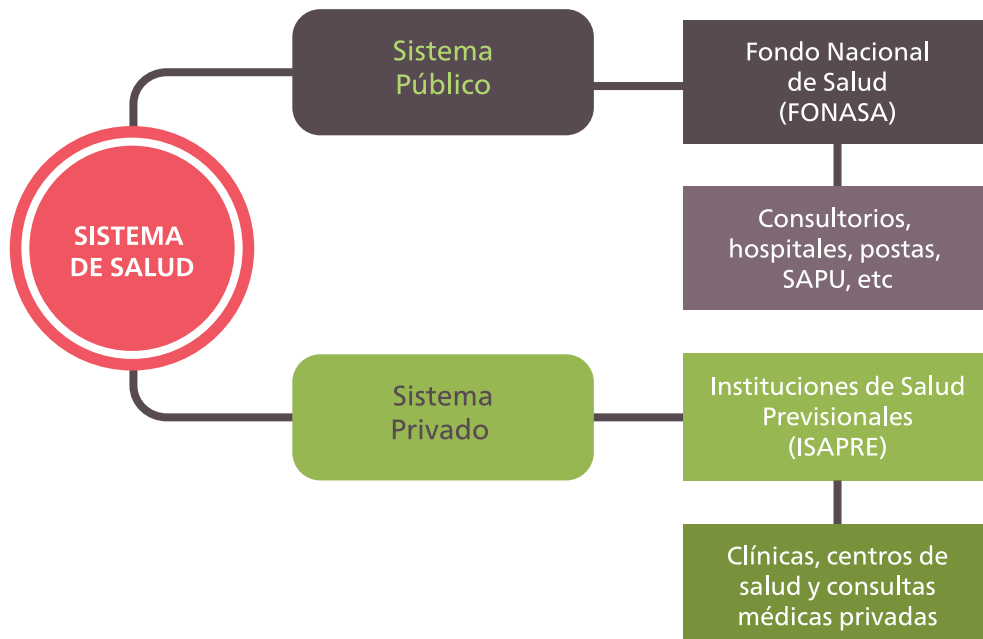 SISTEMA
DE SALUD
Sistema
Público
Fondo Nacional
de Salud
(FONASA)
Consultorios,
hospitales, postas,
SAPU, etc
Sistema
Privado
Instituciones de Salud
Previsionales
(ISAPRE)
Clínicas, centros de
salud y consultas
médicas privadas